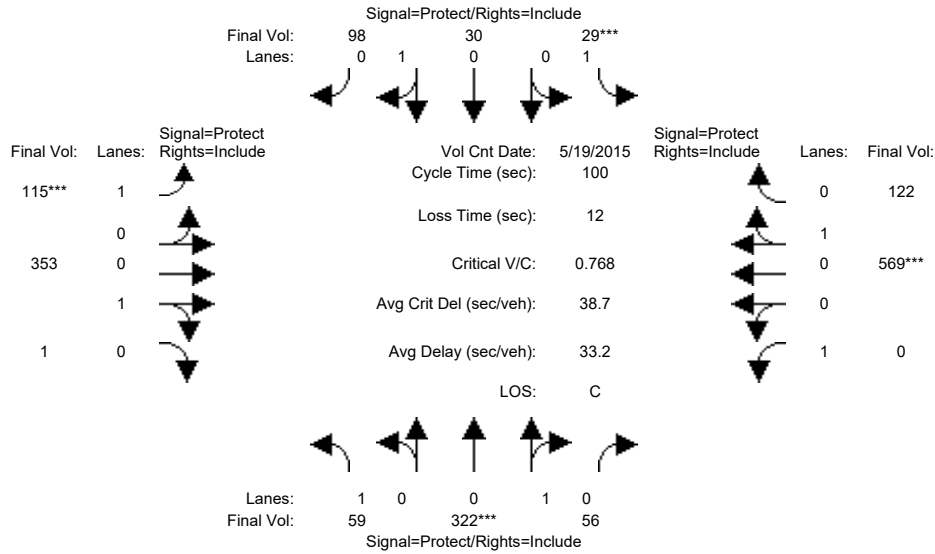 Signal=Protect/Rights=Include
Final Vol: 98 30 29***
Lanes: 0 1 0 0 1
Signal=Protect
Final Vol: Lanes: Rights=Include
Vol Cnt Date: 5/19/2015
Signal=Protect
Rights=Include Lanes: Final Vol:
Cycle Time (sec): 100
115*** 1
0 122
Loss Time (sec): 12
0
1
353 0
Critical V/C: 0.768
0 569***
1
Avg Crit Del (sec/veh): 38.7
0
1 0
Avg Delay (sec/veh): 33.2
1 0
LOS: C
Lanes: 1 0 0 1 0
Final Vol: 59 322*** 56
Signal=Protect/Rights=Include